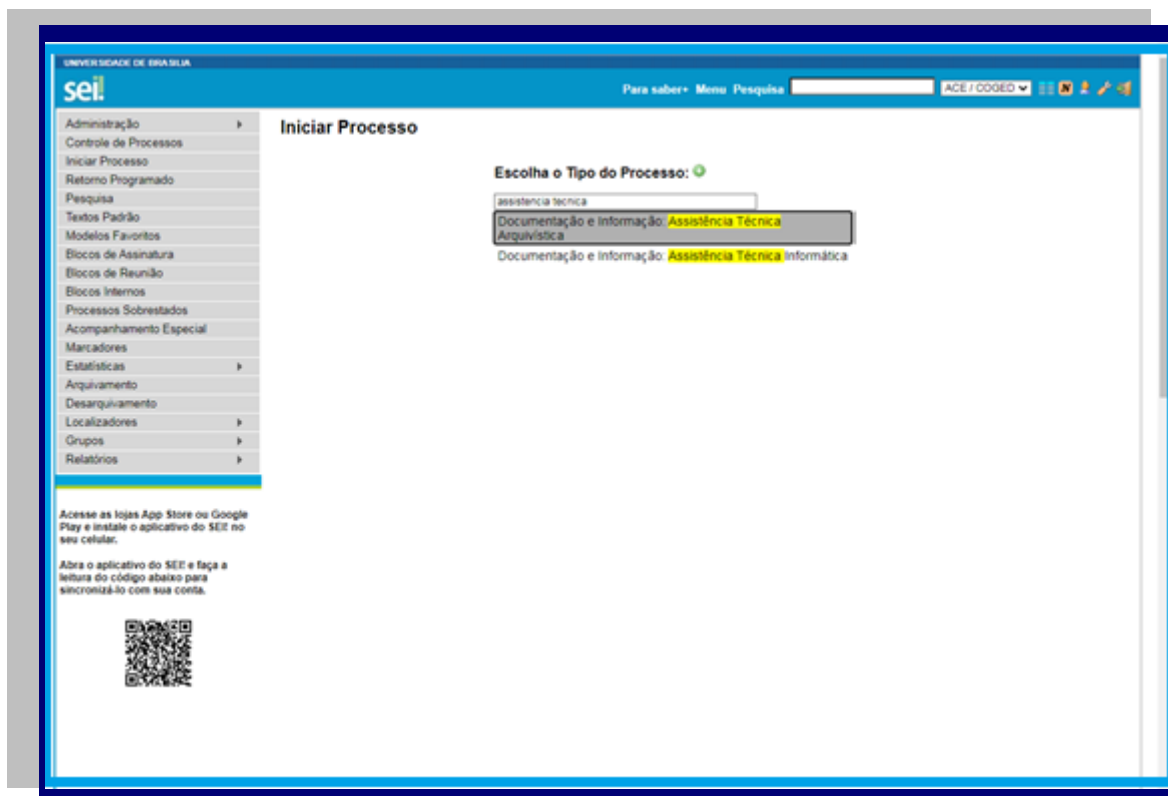 UNIVERSIDADE DE BRASILIA
sei!
Para saber+ Menu Pesquisa
ACE / COGED
Administração
Controle de Processos
Iniciar Processo
Retorno Programado
Pesquisa
Textos Padrão
Modelos Favoritos
Blocos de Assinatura
Blocos de Reunião
Blocos Internos
Processos Sobrestados
Acompanhamento Especial
Marcadores
Estatísticas
Arquivamento
Desarquivamento
Localizadores
Grupos
Relatórios
Acesse as lojas App Store ou Google
Play e instale o aplicativo do SEI! no
seu celular.
Abra o aplicativo do SEI! e faça a
leitura do código abaixo para
sincronizá-lo com sua conta.
Iniciar Processo
Escolha o Tipo do Processo:
assistencia tecnica
Documentação e Informação: Assistência Técnica
Arquivística
Documentação e Informação: Assistência Técnica Informática